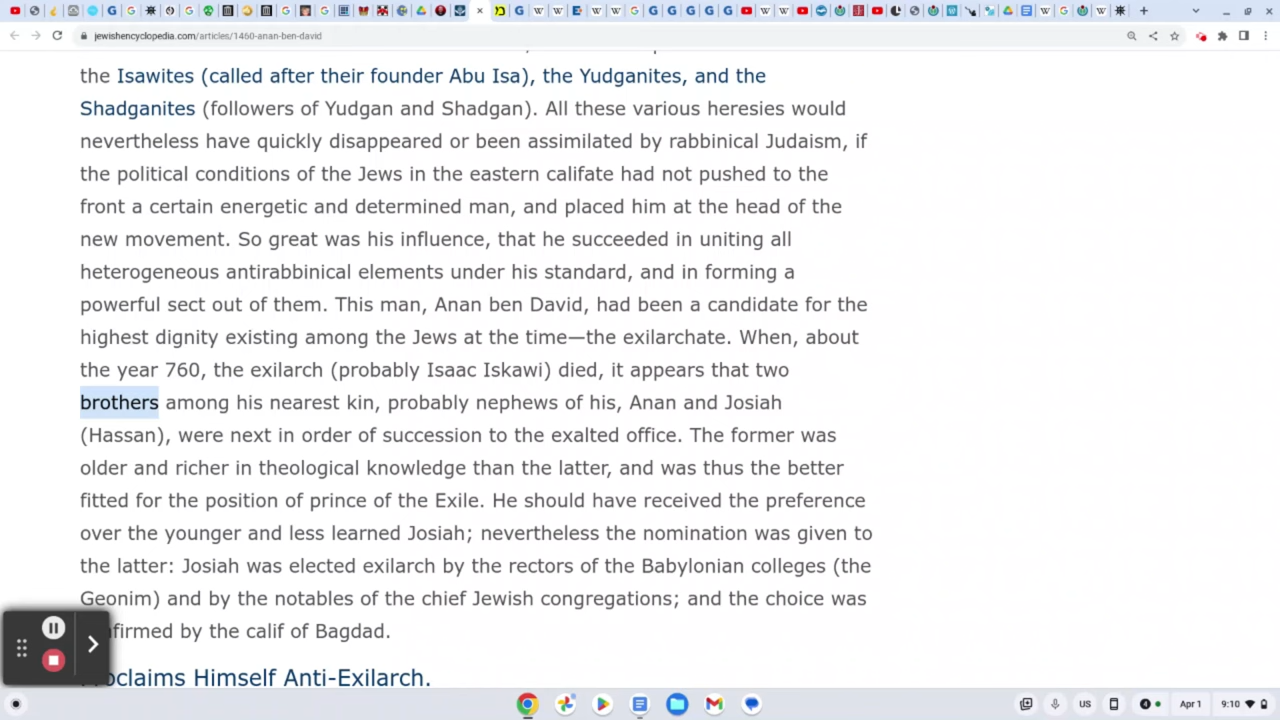 jewishencyclopedia.com/articles/1460-anan-ben-david
the Isawites (called after their founder Abu Isa), the Yudganites, and the
Shadganites (followers of Yudgan and Shadgan). All these various heresies would
nevertheless have quickly disappeared or been assimilated by rabbinical Judaism, if
the political conditions of the Jews in the eastern califate had not pushed to the
front a certain energetic and determined man, and placed him at the head of the
new movement. So great was his influence, that he succeeded in uniting all
heterogeneous antirabbinical elements under his standard, and in forming a
powerful sect out of them. This man, Anan ben David, had been a candidate for the
highest dignity existing among the Jews at the time—the exilarchate. When, about
the year 760, the exilarch (probably Isaac Iskawi) died, it appears that two
brothers among his nearest kin, probably nephews of his, Anan and Josiah
(Hassan), were next in order of succession to the exalted office. The former was
older and richer in theological knowledge than the latter, and was thus the better
fitted for the position of prince of the Exile. He should have received the preference
over the younger and less learned Josiah; nevertheless the nomination was given to
the latter: Josiah was elected exilarch by the rectors of the Babylonian colleges (the
Geonim) and by the notables of the chief Jewish congregations; and the choice was
nfirmed by the calif of Bagdad.
roclaims Himself Anti-Exilarch.
US
4
Apr 1
9:10